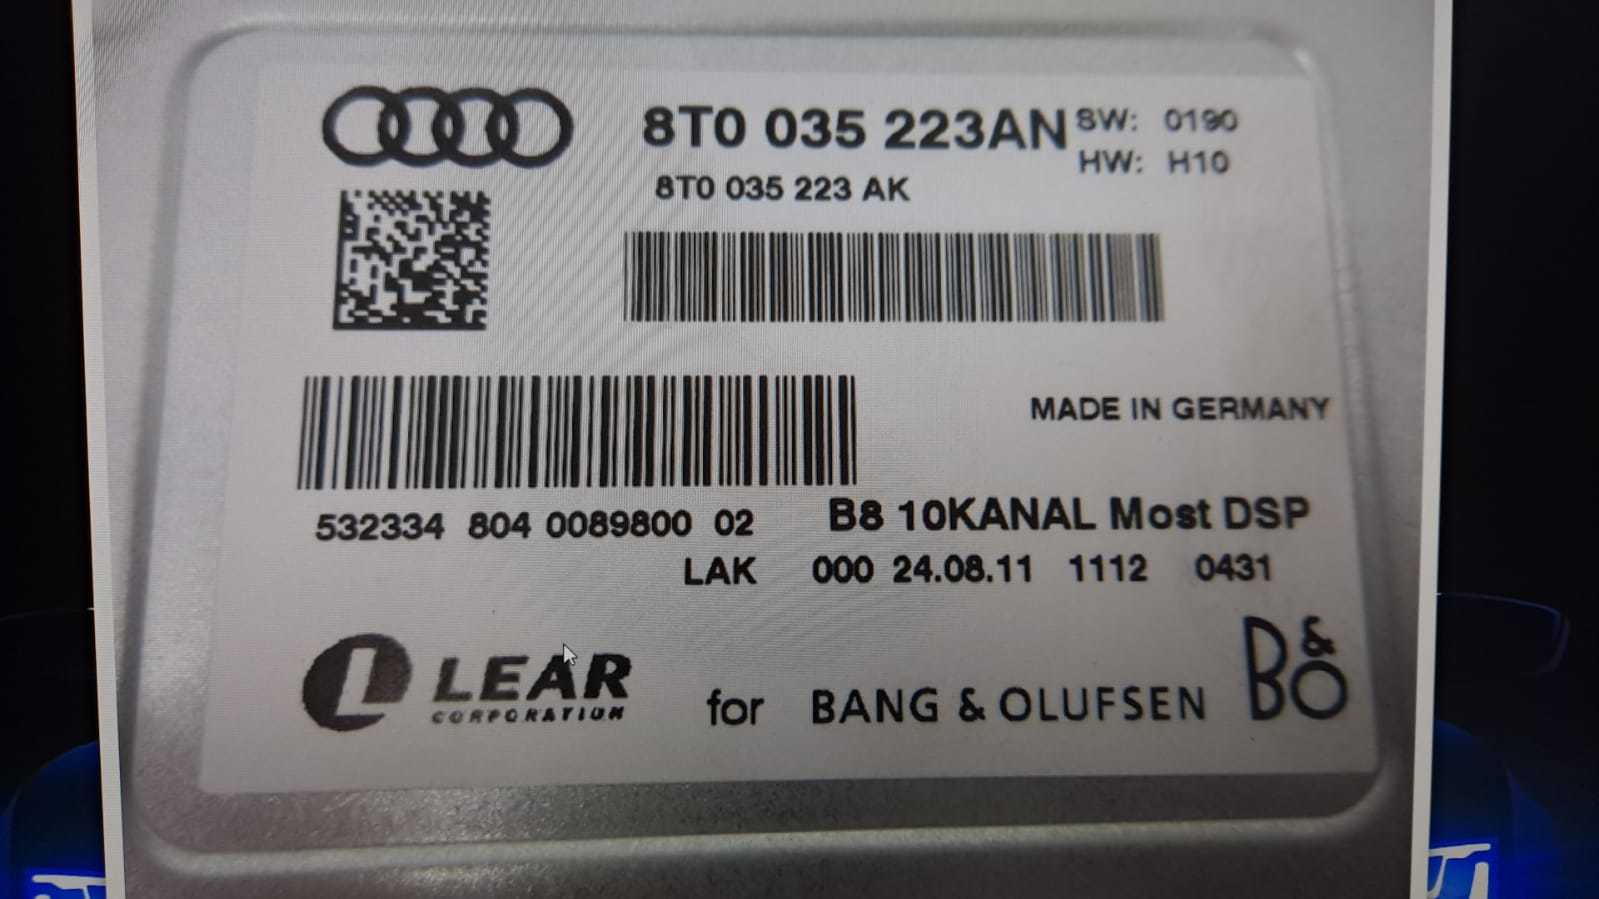 8T0 035 223AN SW: 0190
HW: H10
8T0 035 223 AK
MADE IN GERMANY
532334 804 0089800 02
B8 10KANAL Most DSP
LAK 000 24.08.11 1112 0431
L LEAR
CORPORATION
for BANG & OLUFSEN B&O